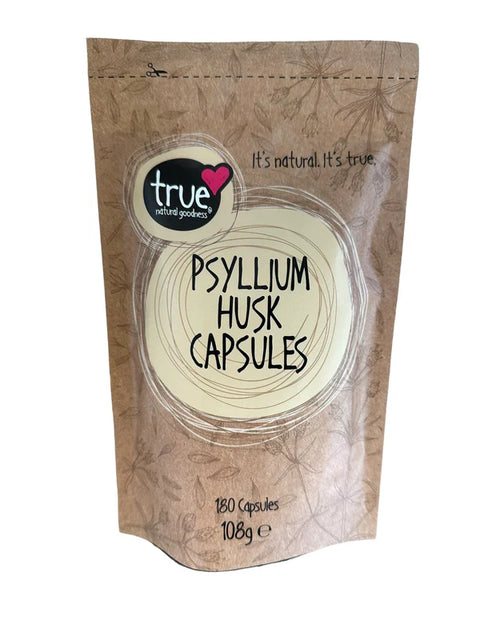 It's natural. It's true.
true
natural goodness®
PSYLLIUM
HUSK
CAPSULES
180 Capsules
108g ℮